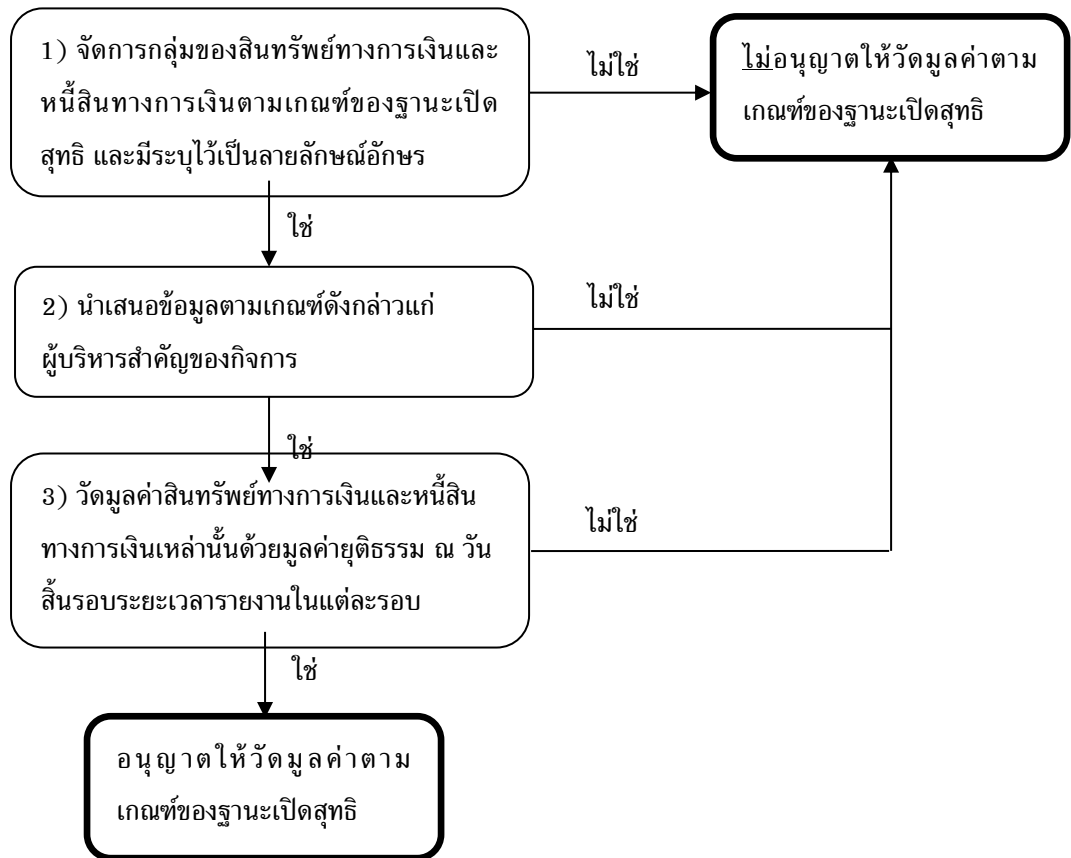 1) จัดการกลุ่มของสินทรัพย์ทางการเงินและ
หนี้สินทางการเงินตามเกณฑ์ของฐานะเปิด
สุทธิ และมีระบุไว้เป็นลายลักษณ์อักษร
ไม่ใช่
ไม่อนุญาตให้วัดมูลค่าตาม
เกณฑ์ของฐานะเปิดสุทธิ
ใช่
2) นำเสนอข้อมูลตามเกณฑ์ดังกล่าวแก่
ผู้บริหารสำคัญของกิจการ
ไม่ใช่
ใช่
3) วัดมูลค่าสินทรัพย์ทางการเงินและหนี้สิน
ทางการเงินเหล่านั้นด้วยมูลค่ายุติธรรม ณ วัน
สิ้นรอบระยะเวลารายงานในแต่ละรอบ
ไม่ใช่
ใช่
อนุญาตให้วัดมูลค่าตาม
เกณฑ์ของฐานะเปิดสุทธิ